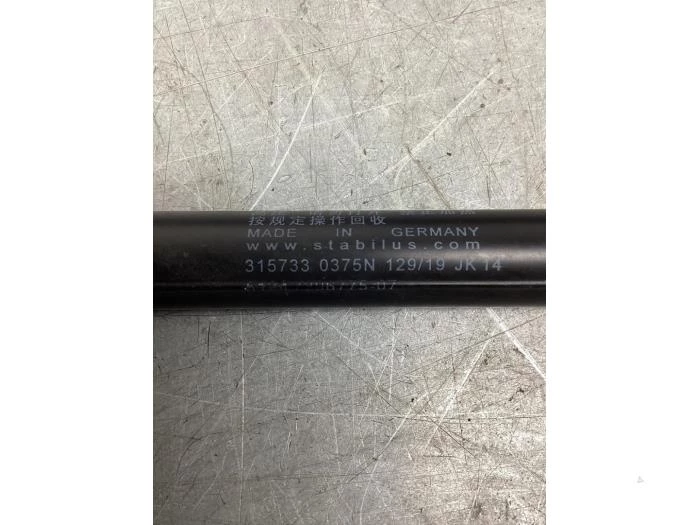 按规定操作回收
MADE IN GERMANY
www.stabilus.com
315733 0375N 129/19 JK14